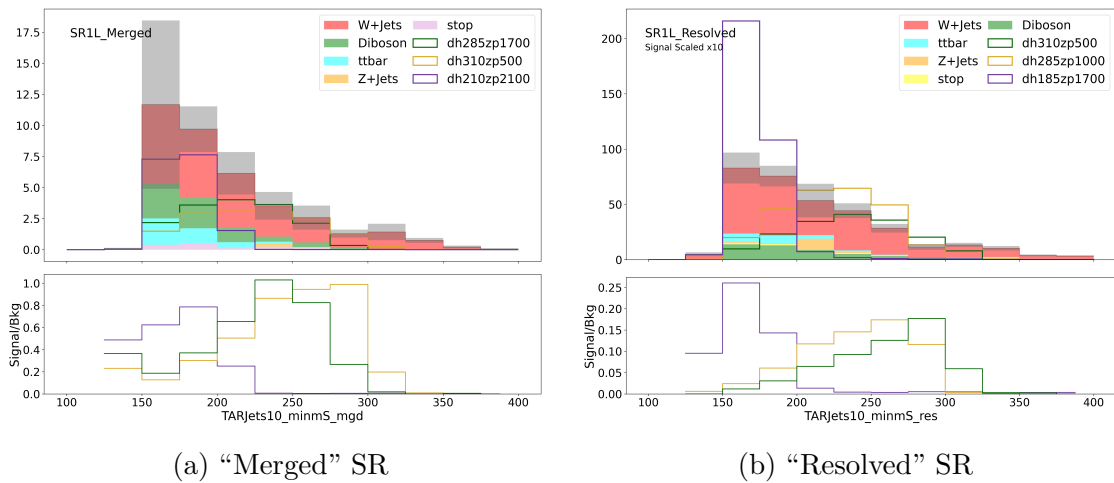 SR1L_Merged
W+Jets
Diboson
ttbar
Z+Jets
stop
dh285zp1700
dh310zp500
dh210zp2100
17.5
15.0
12.5
10.0
7.5
5.0
2.5
0.0
Signal/Bkg
1.0
0.8
0.6
0.4
0.2
0.0
100 150 200 250 300 350 400
TARJets10_minmS_mgd
(a) “Merged” SR
SR1L_Resolved
Signal Scaled x10
W+Jets
ttbar
Z+Jets
stop
Diboson
dh310zp500
dh285zp1000
dh185zp1700
200
150
100
50
0
Signal/Bkg
0.25
0.20
0.15
0.10
0.05
0.00
100 150 200 250 300 350 400
TARJets10_minmS_res
(b) “Resolved” SR